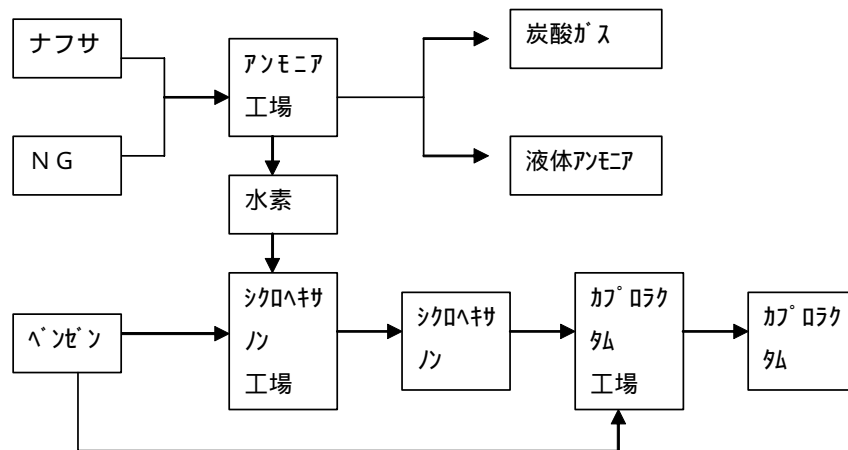 ナフサ
アンモニア
工場
炭酸ガス
ＮＧ
液体アンモニア
水素
ベンゼン
シクロヘキサ
ノン
工場
シクロヘキサ
ノン
カプロラク
タム
工場
カプロラク
タム